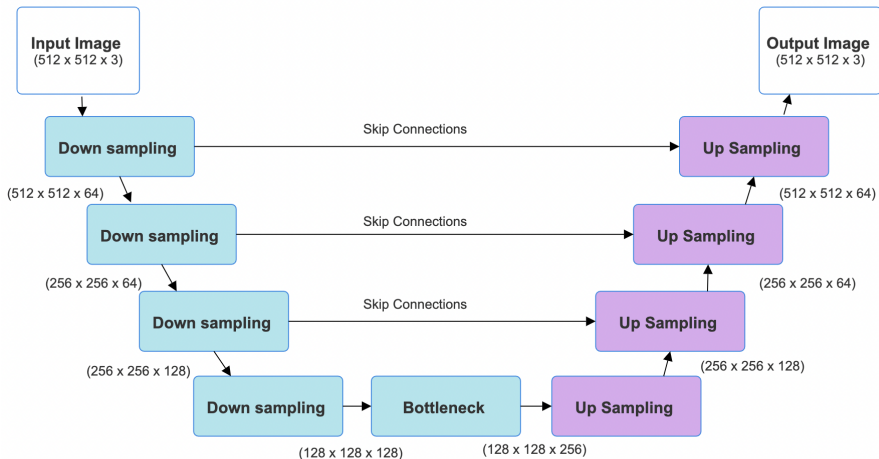 Input Image
(512 x 512 x 3)
Output Image
(512 x 512 x 3)
Skip Connections
Down sampling
Up Sampling
(512 x 512 x 64)
(512 x 512 x 64)
Skip Connections
Down sampling
Up Sampling
(256 x 256 x 64)
(256 x 256 x 64)
Skip Connections
Down sampling
Up Sampling
(256 x 256 x 128)
(256 x 256 x 128)
Down sampling
Bottleneck
Up Sampling
(128 x 128 x 128)
(128 x 128 x 256)